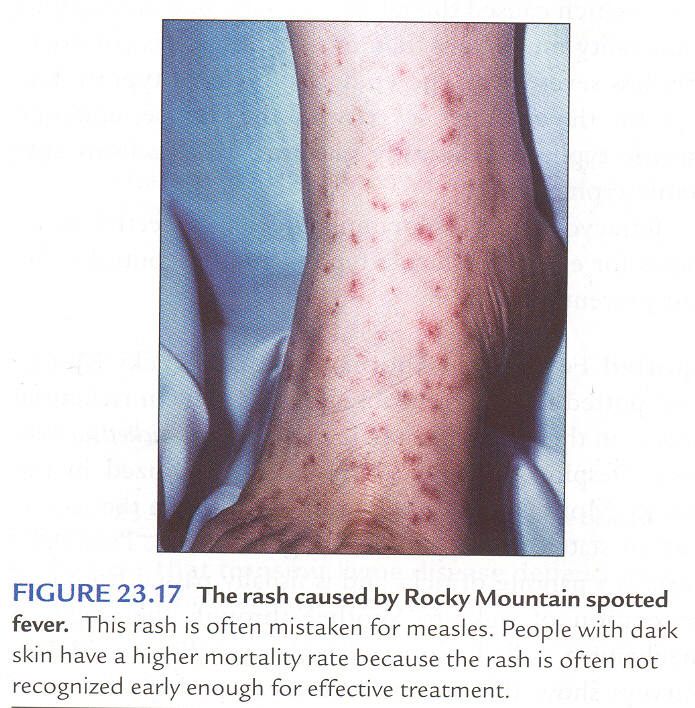 FIGURE 23.17 The rash caused by Rocky Mountain spotted
fever. This rash is often mistaken for measles. People with dark
skin have a higher mortality rate because the rash is often not
recognized early enough for effective treatment.